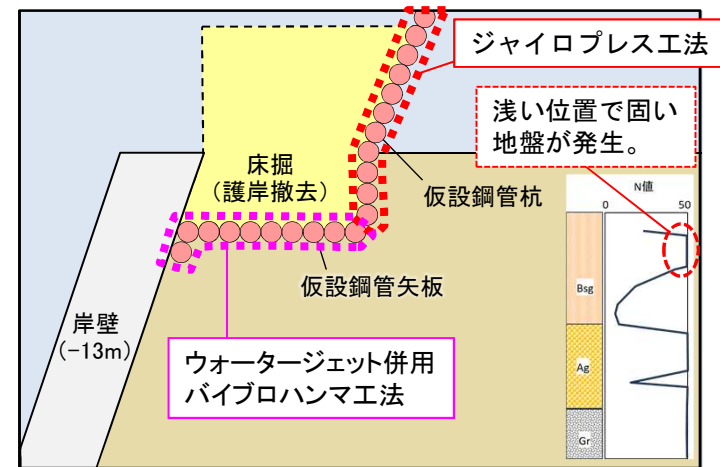 ジャイロプレス工法
浅い位置で固い
地盤が発生。
床掘
(護岸撤去)
仮設鋼管杭
N値
0 50
仮設鋼管矢板
Bsg
岸壁
(-13m)
ウォータージェット併用
バイブロハンマ工法
Ag
Gr